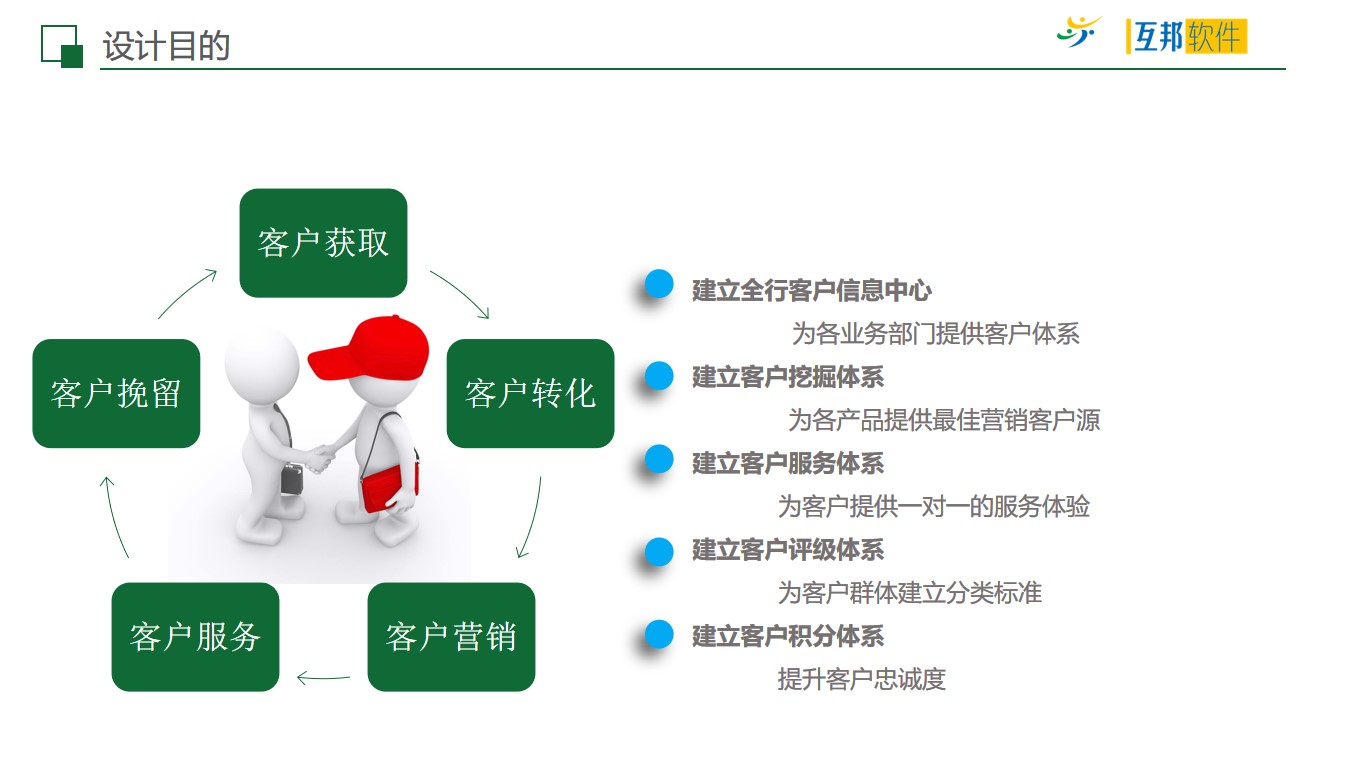 设计目的
互邦软件
客户获取
客户转化
客户营销
客户服务
客户挽留
建立全行客户信息中心
为各业务部门提供客户体系
建立客户挖掘体系
为各产品提供最佳营销客户源
建立客户服务体系
为客户提供一对一的服务体验
建立客户评级体系
为客户群体建立分类标准
建立客户积分体系
提升客户忠诚度